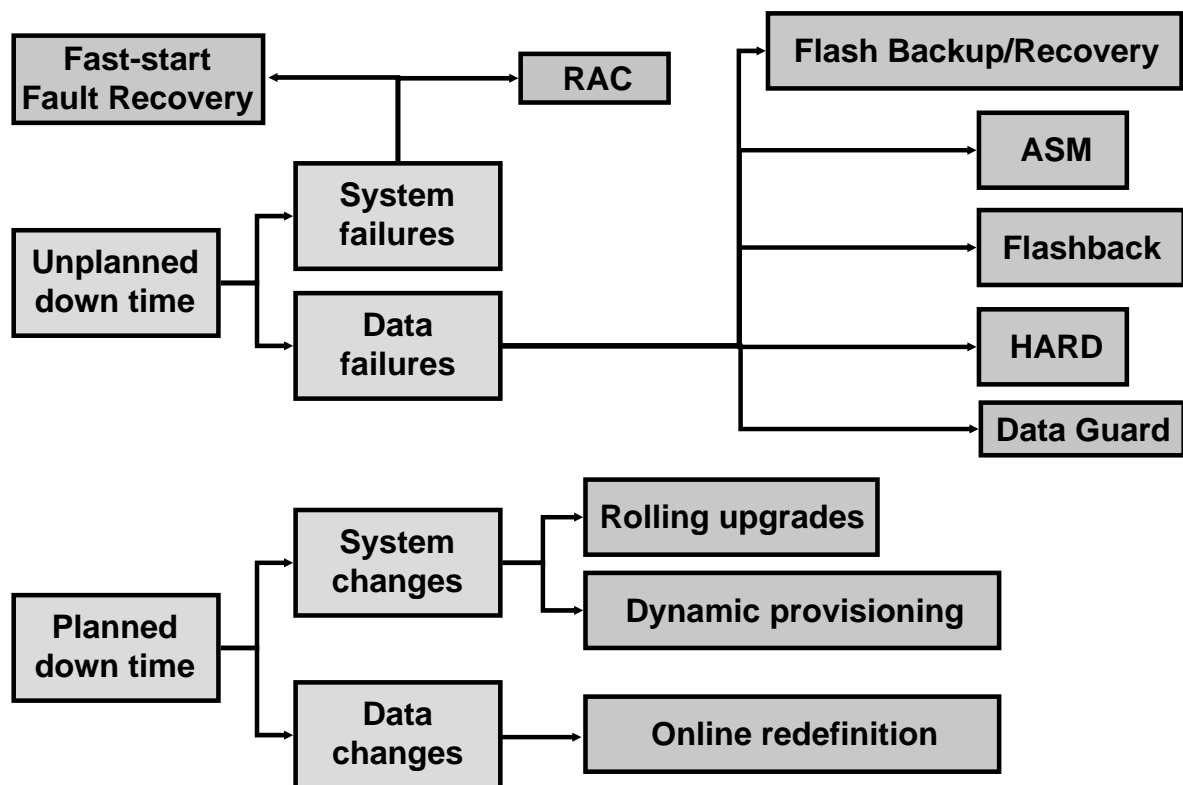 Fast-start
Fault Recovery
RAC
Flash Backup/Recovery
ASM
System
failures
Flashback
Unplanned
down time
Data
failures
HARD
Data Guard
Rolling upgrades
System
changes
Dynamic provisioning
Planned
down time
Data
changes
Online redefinition